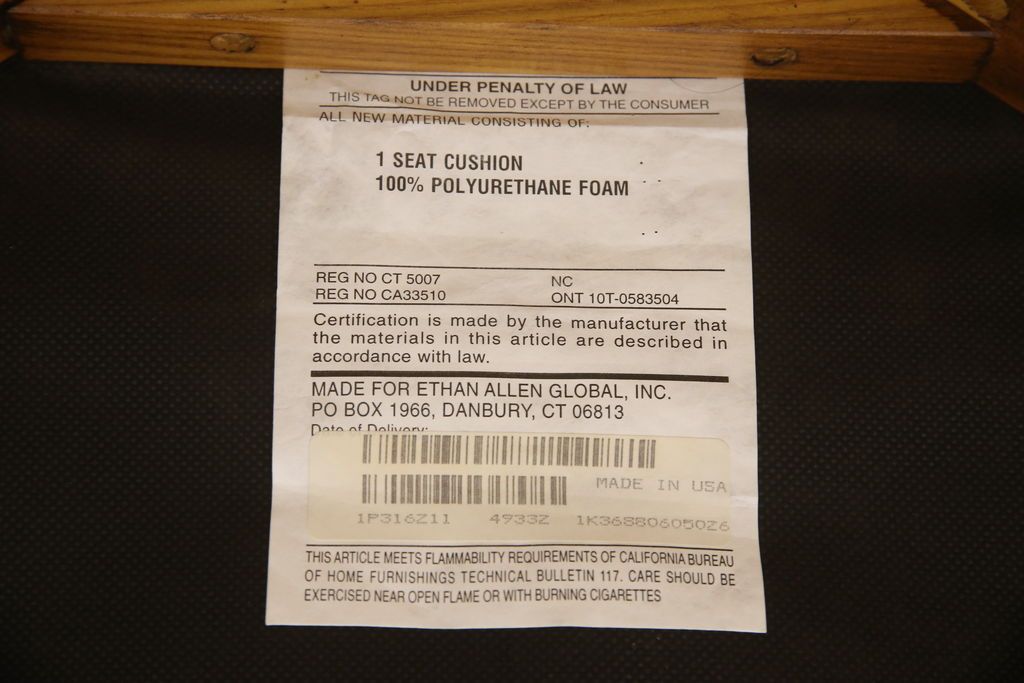 UNDER PENALTY OF LAW
THIS TAG NOT BE REMOVED EXCEPT BY THE CONSUMER
ALL NEW MATERIAL CONSISTING OF:
1 SEAT CUSHION
100% POLYURETHANE FOAM
REG NO CT 5007 NC
REG NO CA33510 ONT 10T-0583504
Certification is made by the manufacturer that
the materials in this article are described in
accordance with law.
MADE FOR ETHAN ALLEN GLOBAL, INC.
PO BOX 1966, DANBURY, CT 06813
Date of Delivery:
MADE IN USA
1P316Z11 4933Z 1K36880605026
THIS ARTICLE MEETS FLAMMABILITY REQUIREMENTS OF CALIFORNIA BUREAU
OF HOME FURNISHINGS TECHNICAL BULLETIN 117. CARE SHOULD BE
EXERCISED NEAR OPEN FLAME OR WITH BURNING CIGARETTES